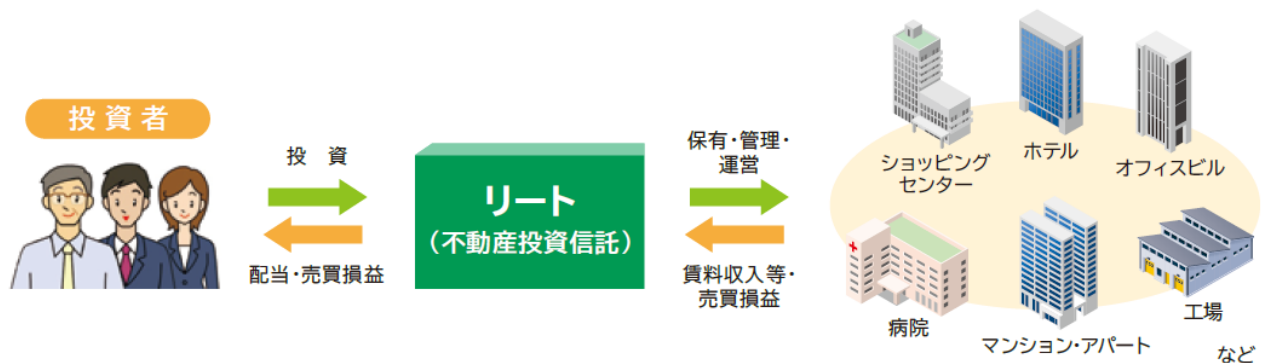 投資者
投　資
配当・売買損益
リート
（不動産投資信託）
保有・管理・
運営
賃料収入等・
売買損益
ショッピング
センター
ホテル
オフィスビル
病院
マンション・アパート
工場
など